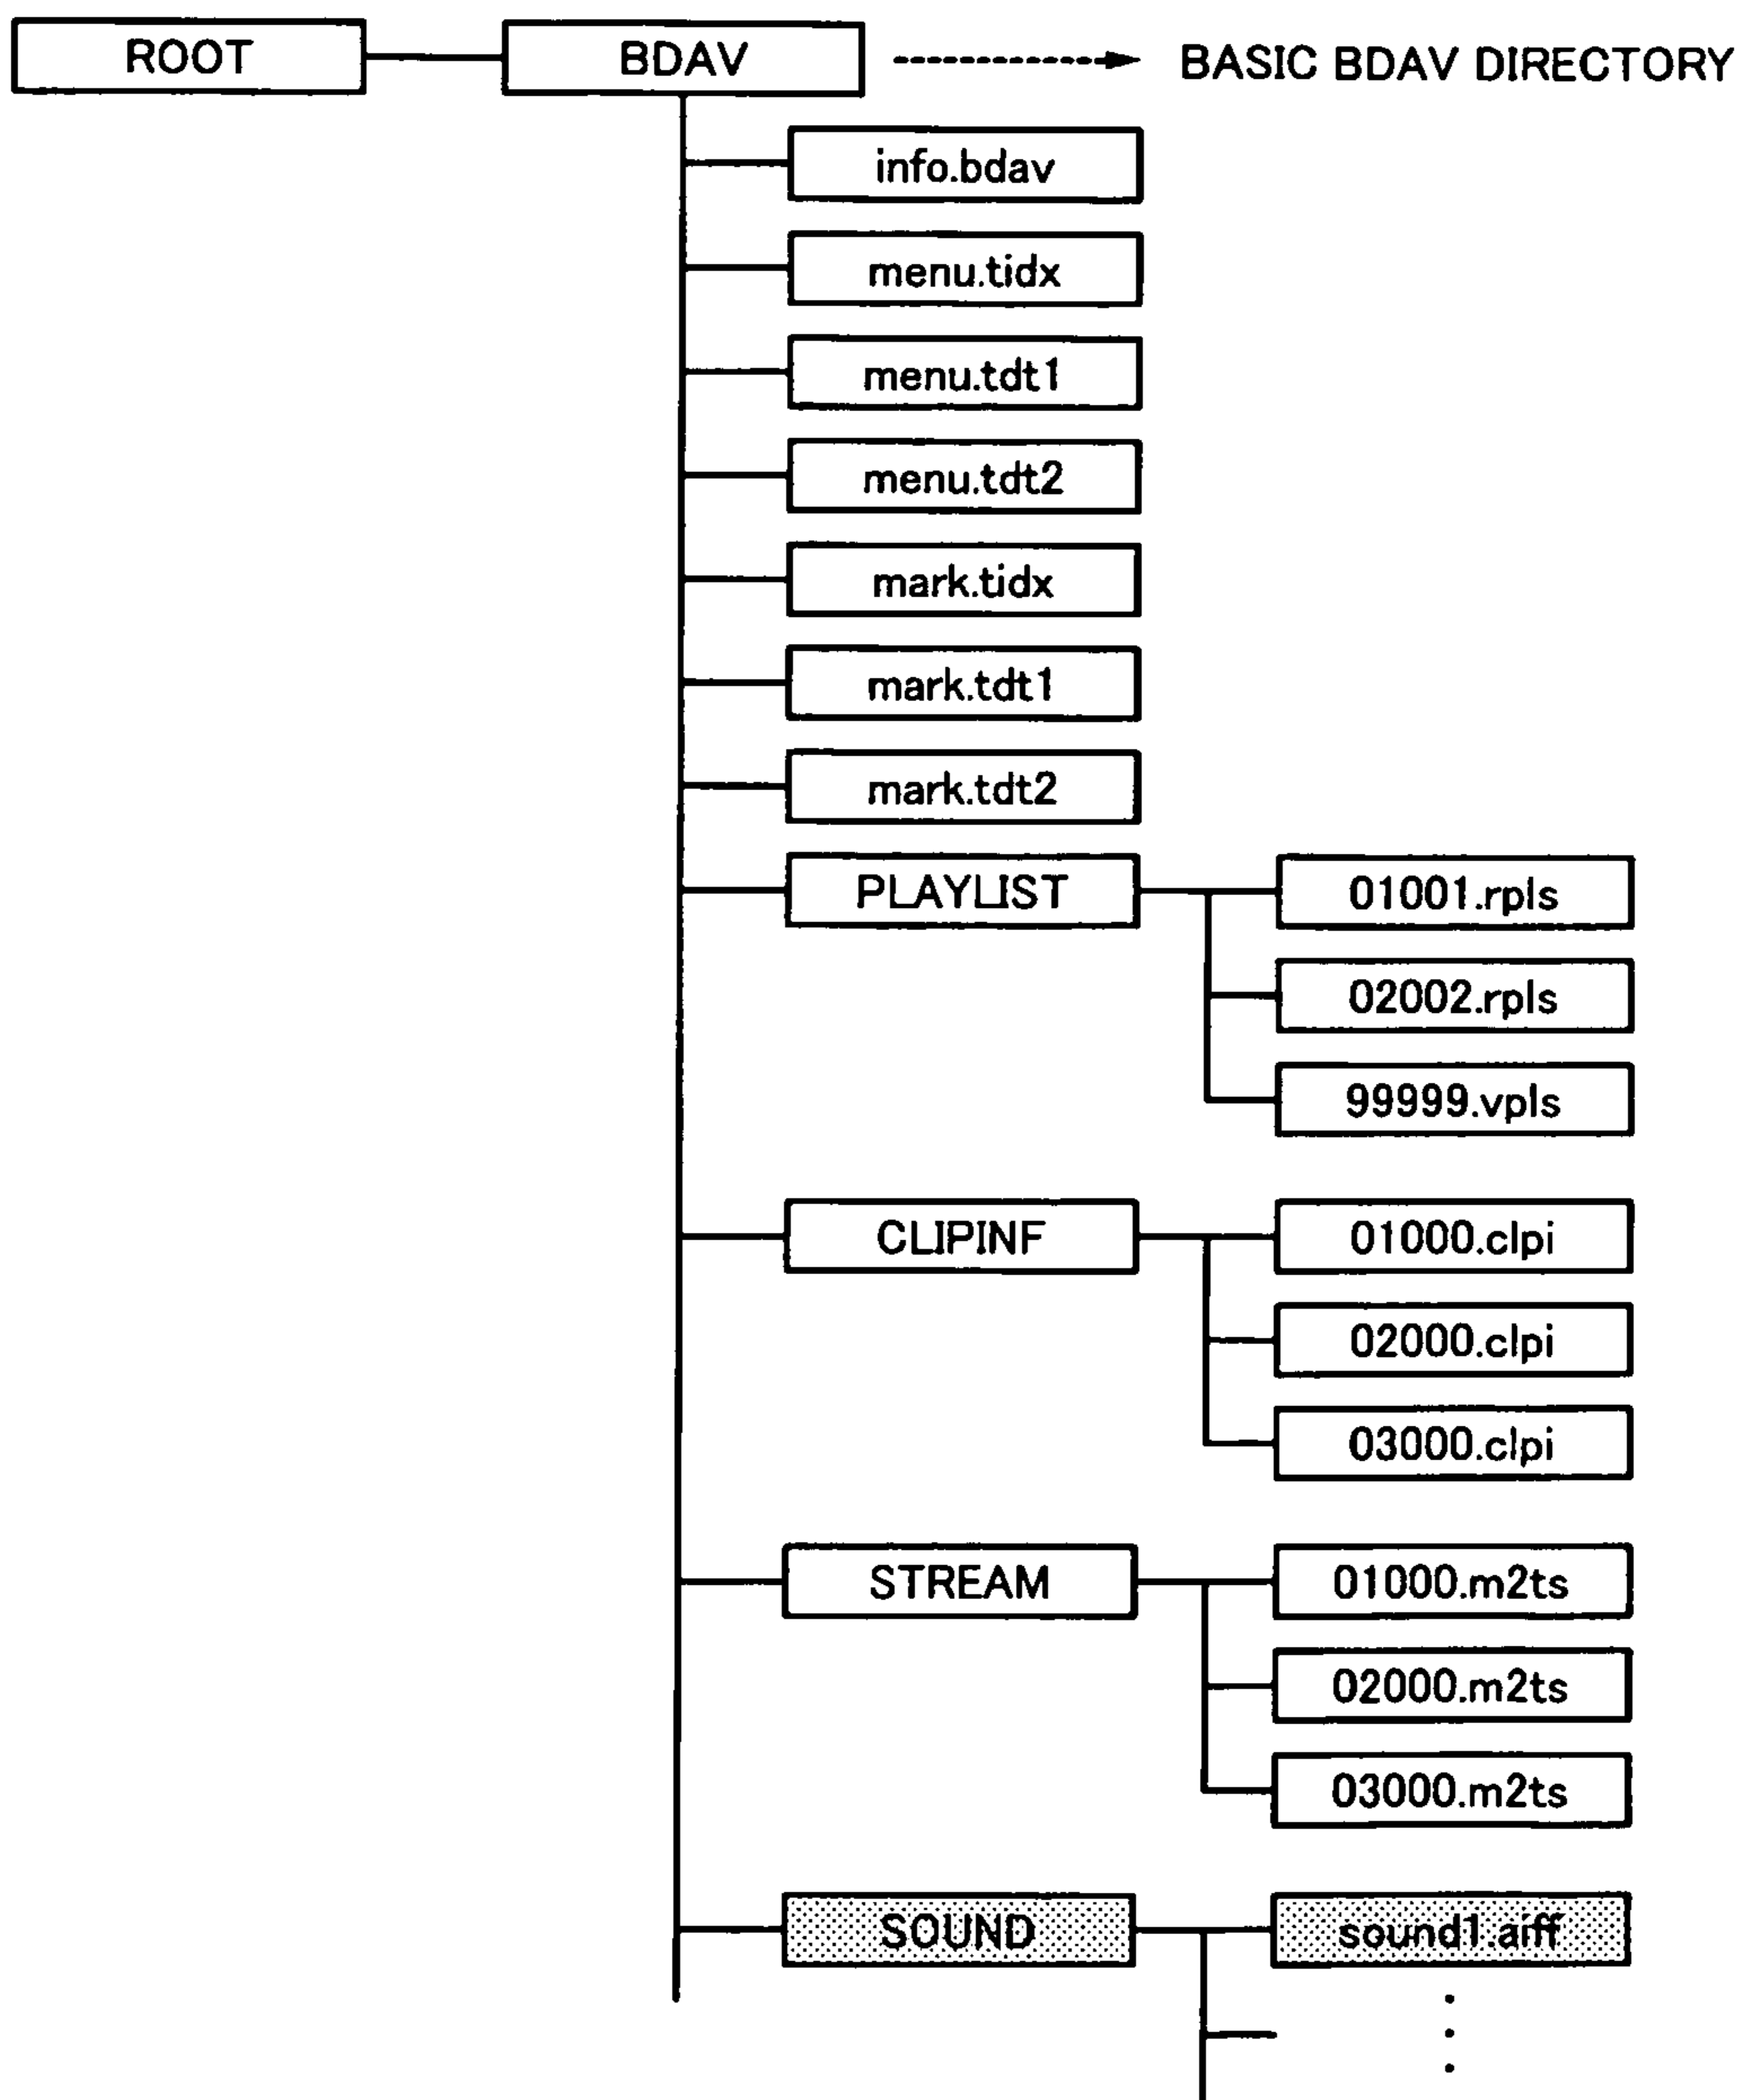 ROOT BDAV BASIC BDAV DIRECTORY
info.bdav
menu.tidx
menu.tdt1
menu.tdt2
mark.tidx
mark.tdt1
mark.tdt2
PLAYLIST 01001.rpls
02002.rpls
99999.vpls
CLIPINF 01000.clpi
02000.clpi
03000.clpi
STREAM 01000.m2ts
02000.m2ts
03000.m2ts
SOUND sound1.aiff